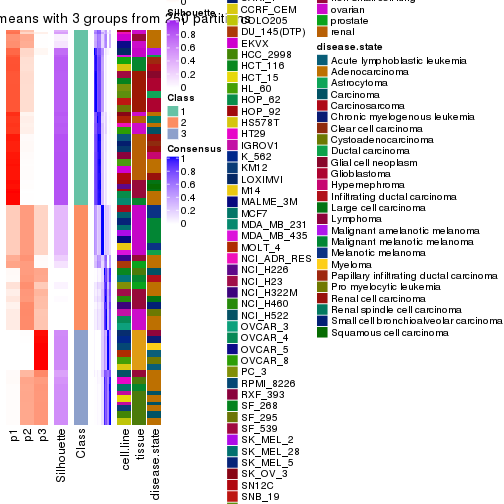 means with 3 groups from 250 partitions
Silhouette
1
0.8
0.6
0.4
0.2
0
Class
1
2
3
Consensus
1
0.8
0.6
0.4
0.2
0
p1
p2
p3
Silhouette
Class
cell.line
tissue
disease.state
CCRF_CEM
COLO205
DU_145(DTP)
EKVX
HCC_2998
HCT_116
HCT_15
HL_60
HOP_62
HOP_92
HS578T
HT29
IGROV1
K_562
KM12
LOXIMVI
M14
MALME_3M
MCF7
MDA_MB_231
MDA_MB_435
MOLT_4
NCI_ADR_RES
NCI_H226
NCI_H23
NCI_H322M
NCI_H460
NCI_H522
OVCAR_3
OVCAR_4
OVCAR_5
OVCAR_8
PC_3
RPMI_8226
RXF_393
SF_268
SF_295
SF_539
SK_MEL_2
SK_MEL_28
SK_MEL_5
SK_OV_3
SN12C
SNB_19
ovarian
prostate
renal
disease.state
Acute lymphoblastic leukemia
Adenocarcinoma
Astrocytoma
Carcinoma
Carcinosarcoma
Chronic myelogenous leukemia
Clear cell carcinoma
Cystoadenocarcinoma
Ductal carcinoma
Glial cell neoplasm
Glioblastoma
Hypernephroma
Infiltrating ductal carcinoma
Large cell carcinoma
Lymphoma
Malignant amelanotic melanoma
Malignant melanotic melanoma
Melanotic melanoma
Myeloma
Papillary infiltrating ductal carcinoma
Pro myelocytic leukemia
Renal cell carcinoma
Renal spindle cell carcinoma
Small cell bronchioalveolar carcinoma
Squamous cell carcinoma